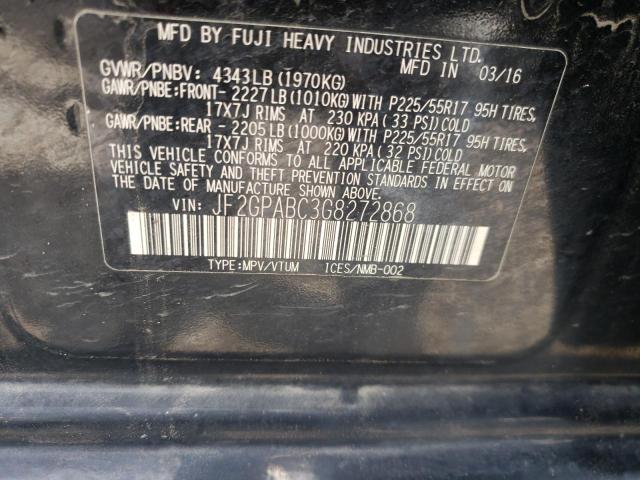 MFD BY FUJI HEAVY INDUSTRIES LTD.
GVWR/PNBV: 4343LB (1970KG) MFD IN 03/16
GAWR/PNBE:FRONT- 2227LB(1010KG)WITH P225/55R17 95H TIRES,
17X7J RIMS AT 230 KPA(33 PSI)COLD
GAWR/PNBE:REAR - 2205LB(1000KG)WITH P225/55R17 95H TIRES,
17X7J RIMS AT 220 KPA(32 PSI)COLD
THIS VEHICLE CONFORMS TO ALL APPLICABLE FEDERAL MOTOR
VEHICLE SAFETY AND THEFT PREVENTION STANDARDS IN EFFECT
ON THE DATE OF MANUFACTURE SHOWN ABOVE.
VIN: JF2GPABC3G8272868
TYPE:MPV/VTUM ICES/NMB-002